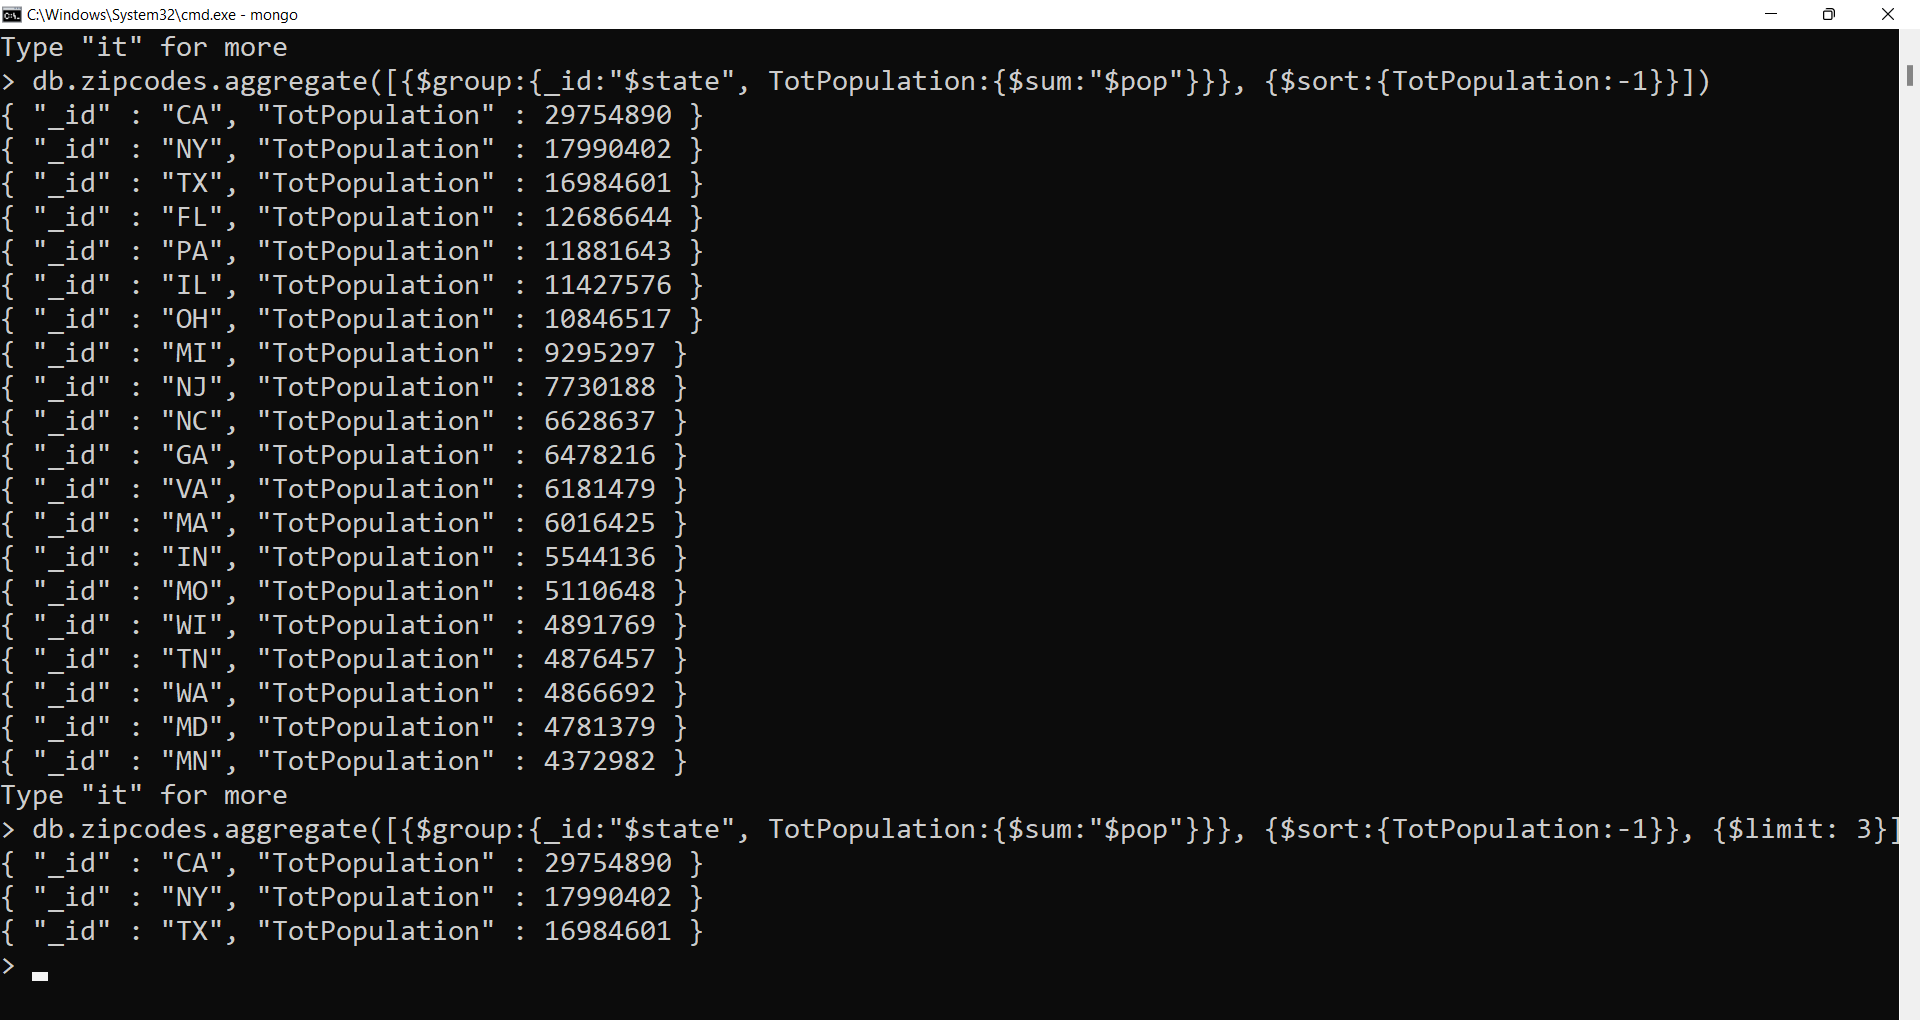 C:\Windows\System32\cmd.exe - mongo
Type "it" for more
> db.zipcodes.aggregate([{$group:{_id:"$state", TotPopulation:{$sum:"$pop"}}}, {$sort:{TotPopulation:-1}}])
{ "_id" : "CA", "TotPopulation" : 29754890 }
{ "_id" : "NY", "TotPopulation" : 17990402 }
{ "_id" : "TX", "TotPopulation" : 16984601 }
{ "_id" : "FL", "TotPopulation" : 12686644 }
{ "_id" : "PA", "TotPopulation" : 11881643 }
{ "_id" : "IL", "TotPopulation" : 11427576 }
{ "_id" : "OH", "TotPopulation" : 10846517 }
{ "_id" : "MI", "TotPopulation" : 9295297 }
{ "_id" : "NJ", "TotPopulation" : 7730188 }
{ "_id" : "NC", "TotPopulation" : 6628637 }
{ "_id" : "GA", "TotPopulation" : 6478216 }
{ "_id" : "VA", "TotPopulation" : 6181479 }
{ "_id" : "MA", "TotPopulation" : 6016425 }
{ "_id" : "IN", "TotPopulation" : 5544136 }
{ "_id" : "MO", "TotPopulation" : 5110648 }
{ "_id" : "WI", "TotPopulation" : 4891769 }
{ "_id" : "TN", "TotPopulation" : 4876457 }
{ "_id" : "WA", "TotPopulation" : 4866692 }
{ "_id" : "MD", "TotPopulation" : 4781379 }
{ "_id" : "MN", "TotPopulation" : 4372982 }
Type "it" for more
> db.zipcodes.aggregate([{$group:{_id:"$state", TotPopulation:{$sum:"$pop"}}}, {$sort:{TotPopulation:-1}}, {$limit: 3}]
{ "_id" : "CA", "TotPopulation" : 29754890 }
{ "_id" : "NY", "TotPopulation" : 17990402 }
{ "_id" : "TX", "TotPopulation" : 16984601 }
>